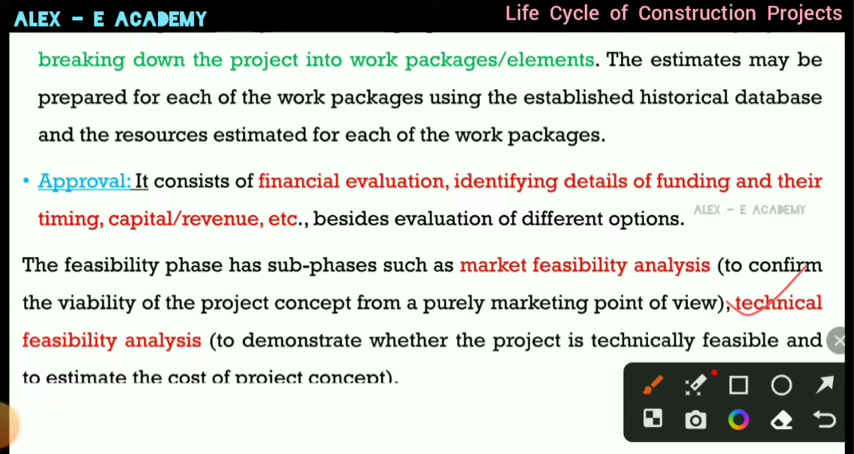 ALEX - E ACADEMY
Life Cycle of Construction Projects
breaking down the project into work packages/elements. The estimates may be
prepared for each of the work packages using the established historical database
and the resources estimated for each of the work packages.
• Approval: It consists of financial evaluation, identifying details of funding and their
timing, capital/revenue, etc., besides evaluation of different options.
ALEX - E ACADEMY
The feasibility phase has sub-phases such as market feasibility analysis (to confirm
the viability of the project concept from a purely marketing point of view), technical
feasibility analysis (to demonstrate whether the project is technically feasible and
to estimate the cost of project concept).